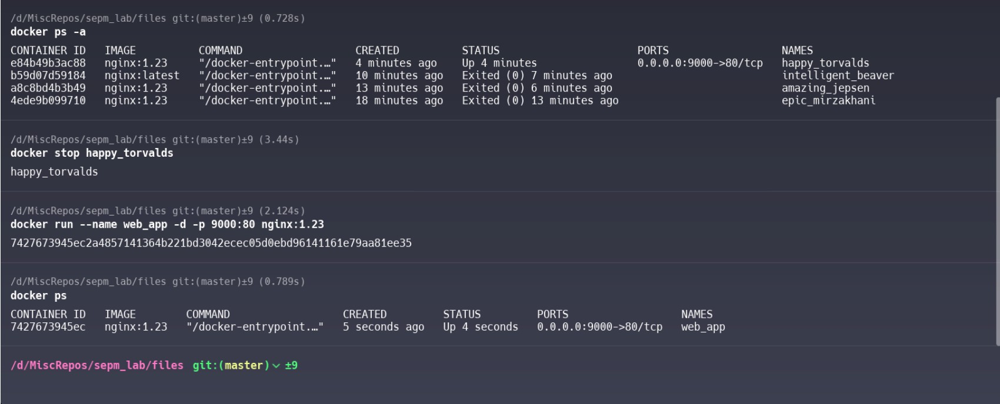 /d/MiscRepos/sepm_lab/files git:(master)±9 (0.728s)
docker ps -a
CONTAINER ID   IMAGE          COMMAND                  CREATED          STATUS                      PORTS                  NAMES
e84b49b3ac88   nginx:1.23     "/docker-entrypoint.…"   4 minutes ago    Up 4 minutes                0.0.0.0:9000->80/tcp   happy_torvalds
b59d07d59184   nginx:latest   "/docker-entrypoint.…"   10 minutes ago   Exited (0) 7 minutes ago                           intelligent_beaver
a8c8bd4b3b49   nginx:1.23     "/docker-entrypoint.…"   13 minutes ago   Exited (0) 6 minutes ago                           amazing_jepsen
4ede9b099710   nginx:1.23     "/docker-entrypoint.…"   18 minutes ago   Exited (0) 13 minutes ago                          epic_mirzakhani
/d/MiscRepos/sepm_lab/files git:(master)±9 (3.44s)
docker stop happy_torvalds
happy_torvalds
/d/MiscRepos/sepm_lab/files git:(master)±9 (2.124s)
docker run --name web_app -d -p 9000:80 nginx:1.23
7427673945ec2a4857141364b221bd3042ecec05d0ebd96141161e79aa81ee35
/d/MiscRepos/sepm_lab/files git:(master)±9 (0.789s)
docker ps
CONTAINER ID   IMAGE        COMMAND                  CREATED         STATUS         PORTS                  NAMES
7427673945ec   nginx:1.23   "/docker-entrypoint.…"   5 seconds ago   Up 4 seconds   0.0.0.0:9000->80/tcp   web_app
/d/MiscRepos/sepm_lab/files git:(master) ±9